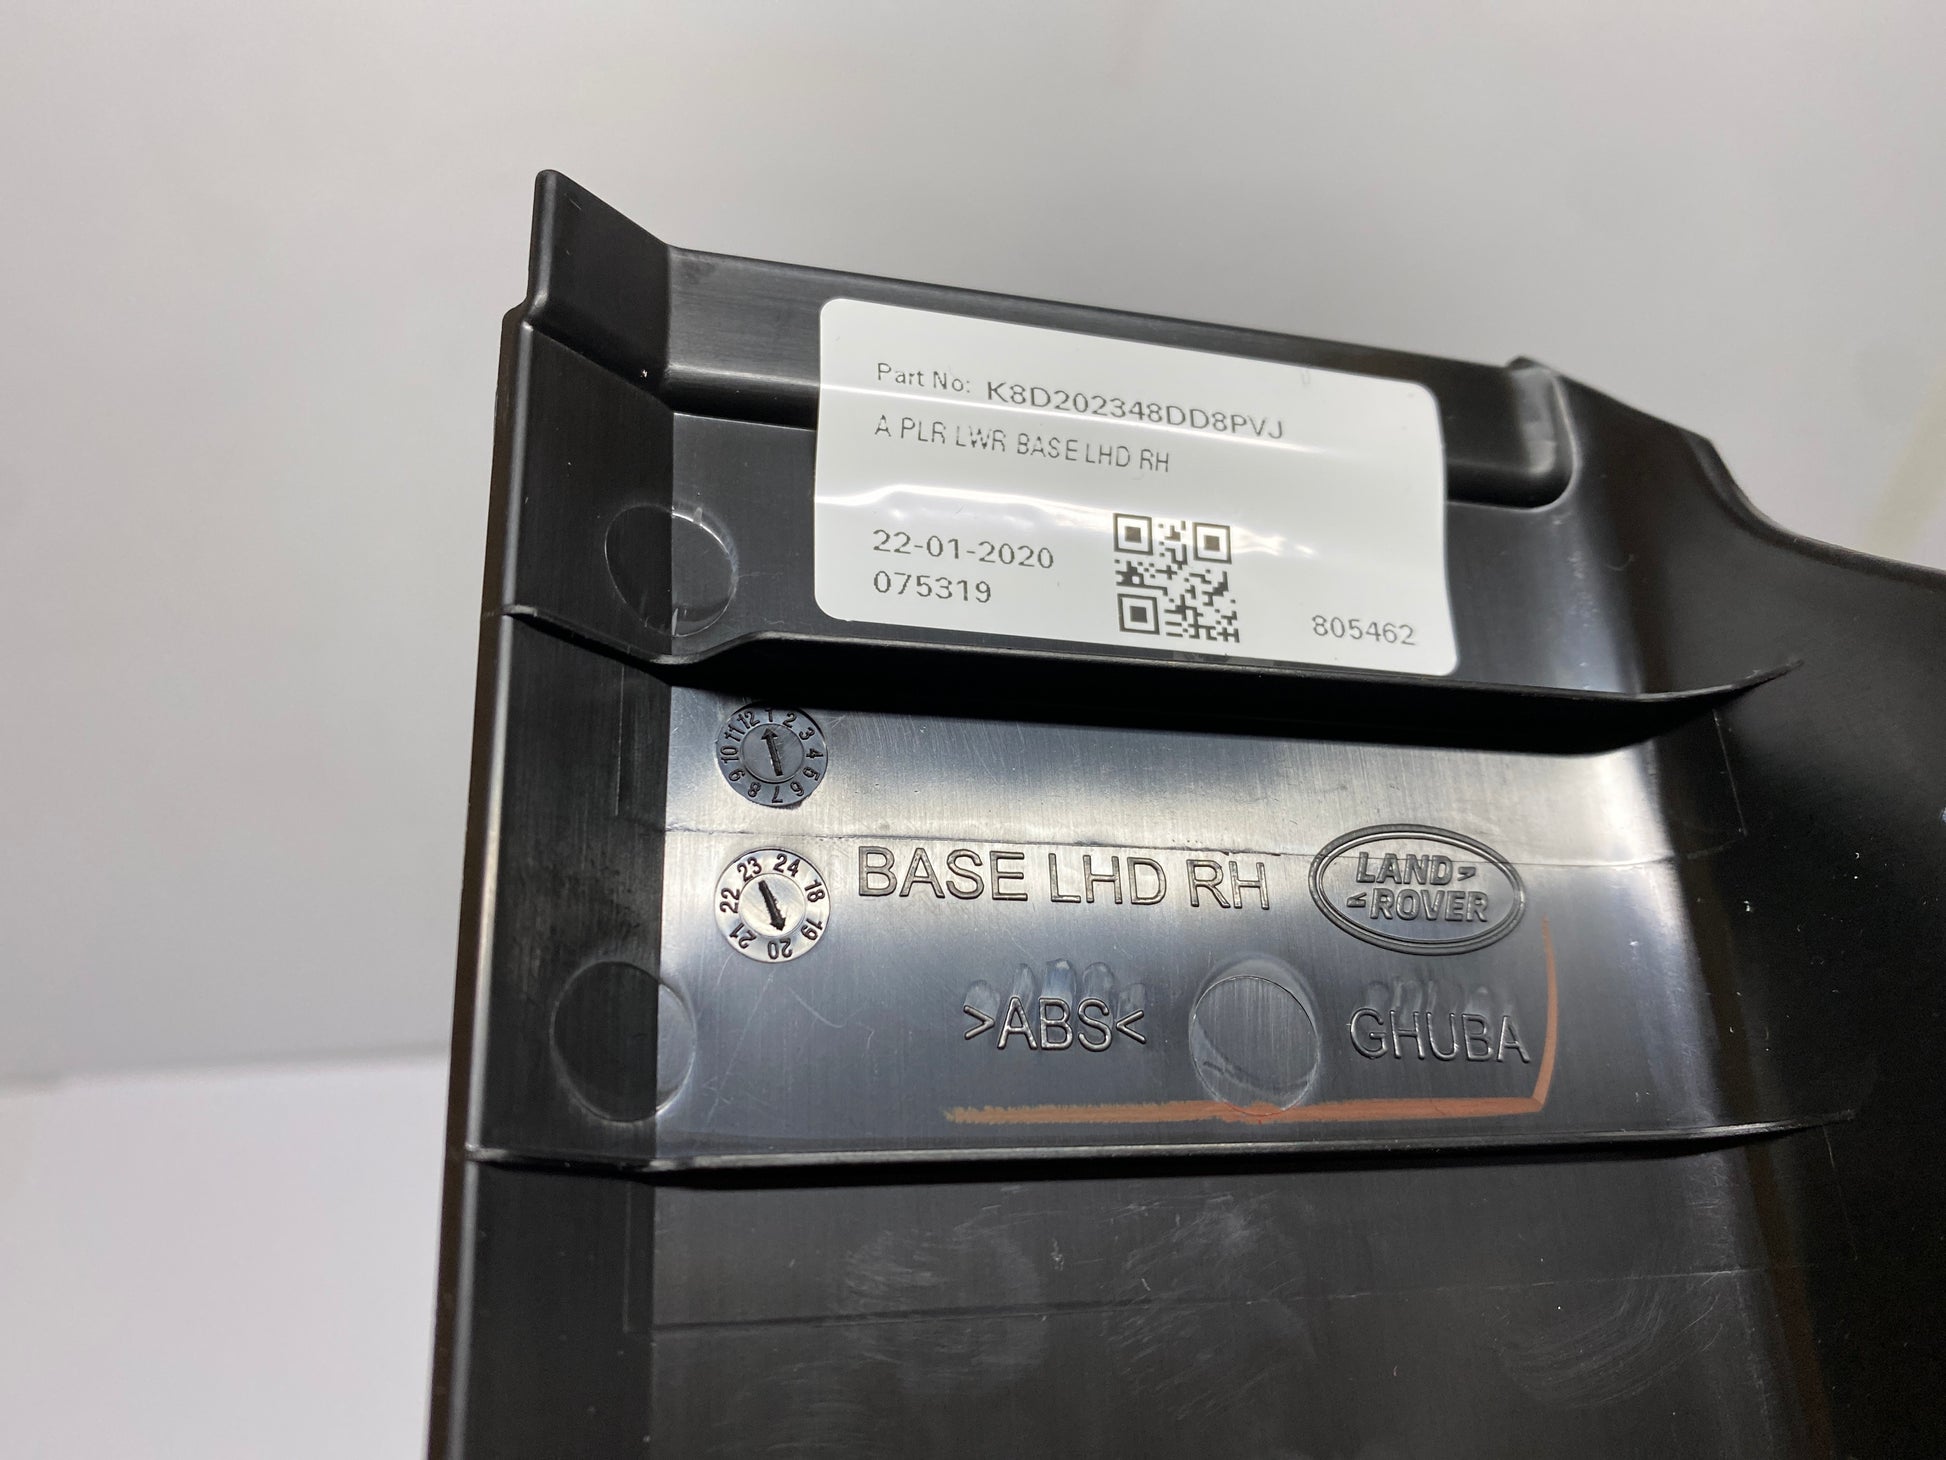 Part No: K8D202348DD8PVJ
A PLR LWR BASE LHD RH
22-01-2020
075319
805462
1 2 3 4 5 6 7 8 9 10 11 12
BASE LHD RH
LAND
ROVER
18 19 20 21 22 23 24
>ABS<
GHUBA